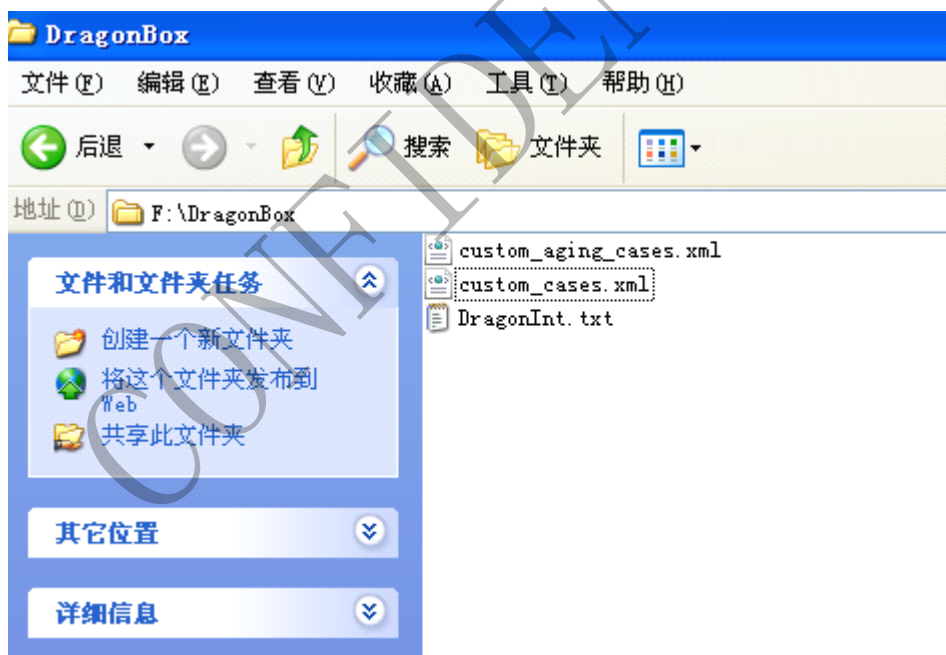 DragonBox
文件(F) 编辑(E) 查看(V) 收藏(A) 工具(T) 帮助(H)
后退 搜索 文件夹
地址(D) F:\DragonBox
custom_aging_cases.xml
custom_cases.xml
DragonInt.txt
文件和文件夹任务
创建一个新文件夹
将这个文件夹发布到
Web
共享此文件夹
其它位置
详细信息